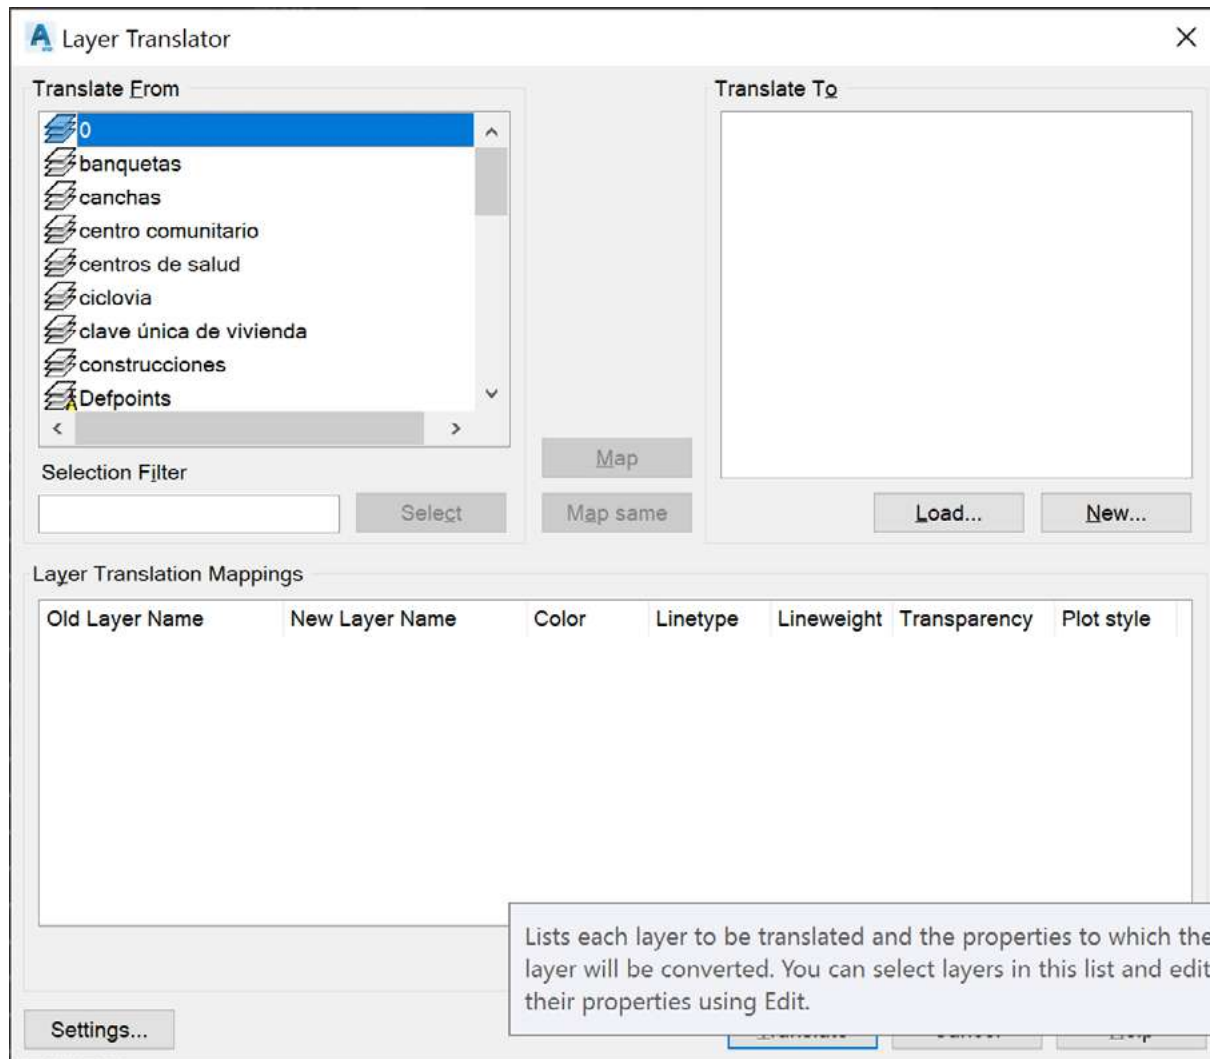 Layer Translator
Translate From
0
banquetas
canchas
centro comunitario
centros de salud
ciclovia
clave única de vivienda
construcciones
Defpoints
Selection Filter
Select
Map
Map same
Translate To
Load...
New...
Layer Translation Mappings
Old Layer Name New Layer Name Color Linetype Lineweight Transparency Plot style
Lists each layer to be translated and the properties to which the
layer will be converted. You can select layers in this list and edit
their properties using Edit.
Settings...